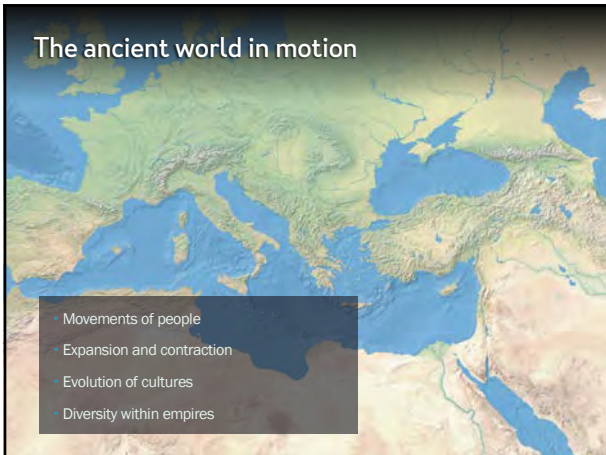 The ancient world in motion
• Movements of people
• Expansion and contraction
• Evolution of cultures
• Diversity within empires